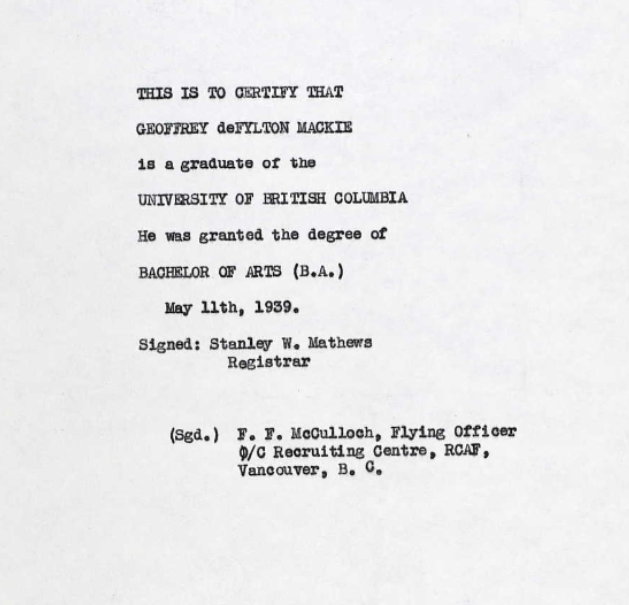 THIS IS TO CERTIFY THAT
GEOFFREY deFYLTON MACKIE
is a graduate of the
UNIVERSITY OF BRITISH COLUMBIA
He was granted the degree of
BACHELOR OF ARTS (B.A.)
May 11th, 1939.
Signed: Stanley W. Mathews
Registrar
(Sgd.) F. F. McCulloch, Flying Officer
O/C Recruiting Centre, RCAF,
Vancouver, B. C.